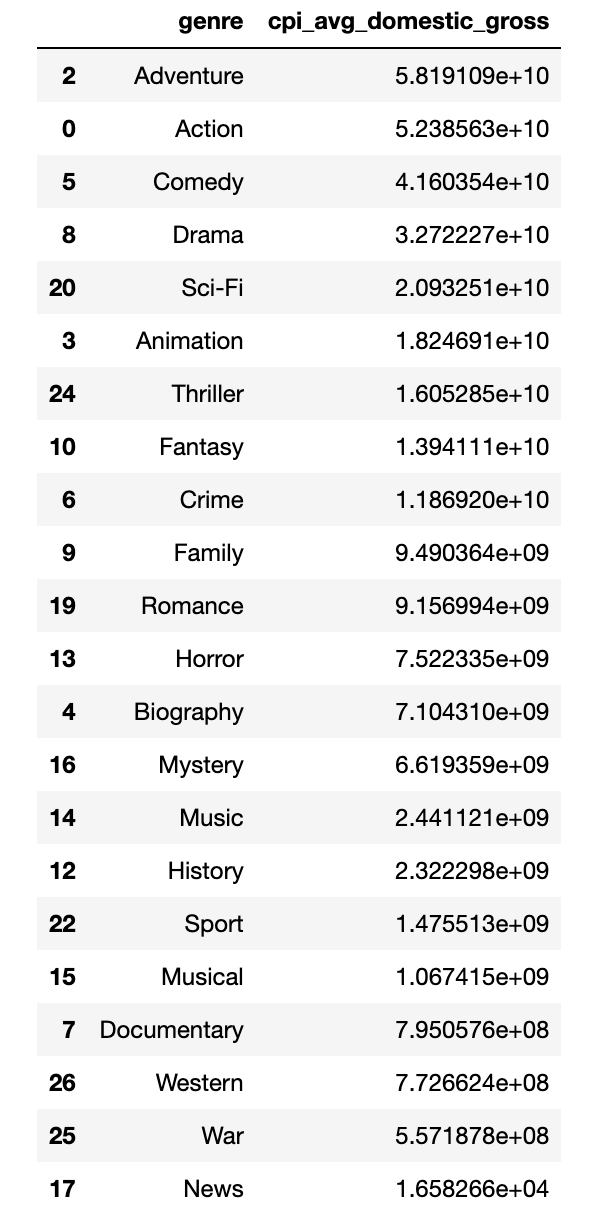 genre cpi_avg_domestic_gross
2 Adventure 5.819109e+10
0 Action 5.238563e+10
5 Comedy 4.160354e+10
8 Drama 3.272227e+10
20 Sci-Fi 2.093251e+10
3 Animation 1.824691e+10
24 Thriller 1.605285e+10
10 Fantasy 1.394111e+10
6 Crime 1.186920e+10
9 Family 9.490364e+09
19 Romance 9.156994e+09
13 Horror 7.522335e+09
4 Biography 7.104310e+09
16 Mystery 6.619359e+09
14 Music 2.441121e+09
12 History 2.322298e+09
22 Sport 1.475513e+09
15 Musical 1.067415e+09
7 Documentary 7.950576e+08
26 Western 7.726624e+08
25 War 5.571878e+08
17 News 1.658266e+04